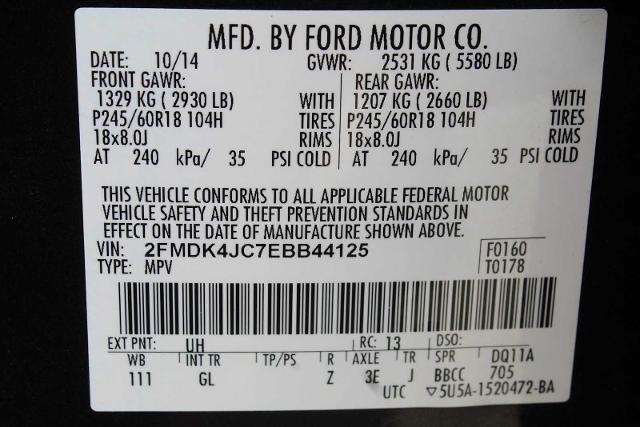 MFD. BY FORD MOTOR CO.
DATE: 10/14 GVWR: 2531 KG ( 5580 LB)
FRONT GAWR: REAR GAWR:
1329 KG ( 2930 LB) WITH 1207 KG ( 2660 LB) WITH
P245/60R18 104H TIRES P245/60R18 104H TIRES
18x8.0J RIMS 18x8.0J RIMS
AT 240 kPa/ 35 PSI COLD AT 240 kPa/ 35 PSI COLD
THIS VEHICLE CONFORMS TO ALL APPLICABLE FEDERAL MOTOR
VEHICLE SAFETY AND THEFT PREVENTION STANDARDS IN
EFFECT ON THE DATE OF MANUFACTURE SHOWN ABOVE.
VIN: 2FMDK4JC7EBB44125 F0160
TYPE: MPV T0178
EXT PNT: UH RC: 13 DSO:
WB INT TR TP/PS R AXLE TR SPR DQ11A
111 GL Z 3E J BBCC 705
UTC ▽5U5A-1520472-BA